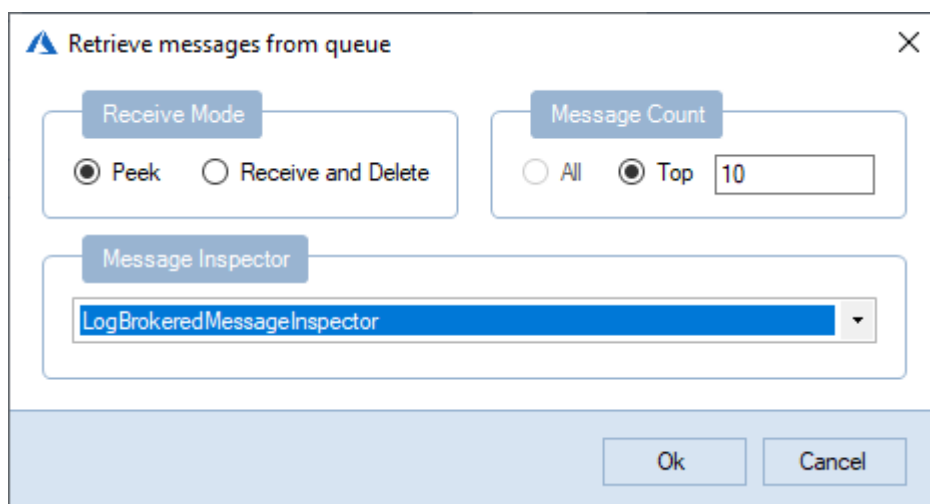 Retrieve messages from queue
Receive Mode
Message Count
Peek Receive and Delete
All Top 10
Message Inspector
LogBrokeredMessageInspector
Ok Cancel